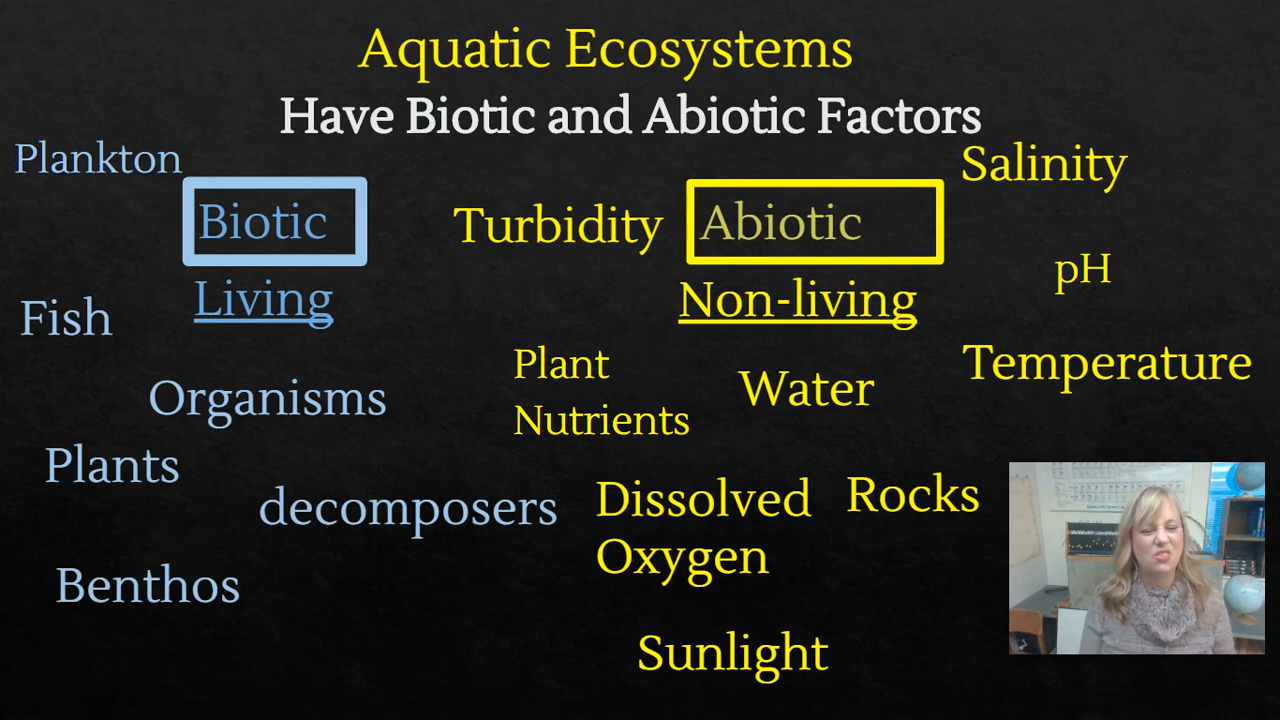 Aquatic Ecosystems
Have Biotic and Abiotic Factors
Plankton
Biotic
Living
Fish
Organisms
Plants
decomposers
Benthos
Turbidity
Abiotic
Non-living
Salinity
pH
Temperature
Plant
Nutrients
Water
Dissolved
Oxygen
Rocks
Sunlight